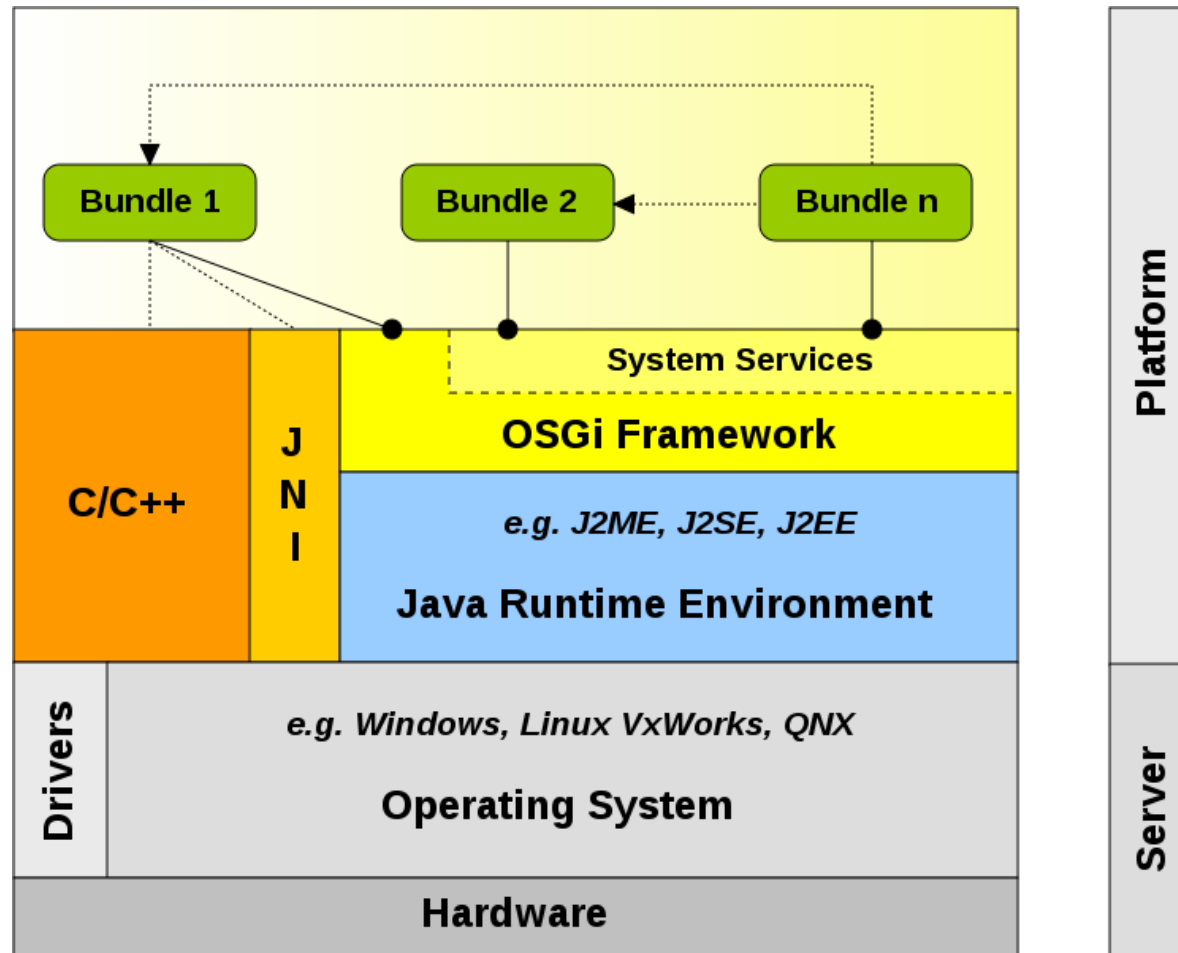 Bundle 1
Bundle 2
Bundle n
System Services
OSGi Framework
C/C++
J
N
I
e.g. J2ME, J2SE, J2EE
Java Runtime Environment
Drivers
e.g. Windows, Linux VxWorks, QNX
Operating System
Hardware
Platform
Server